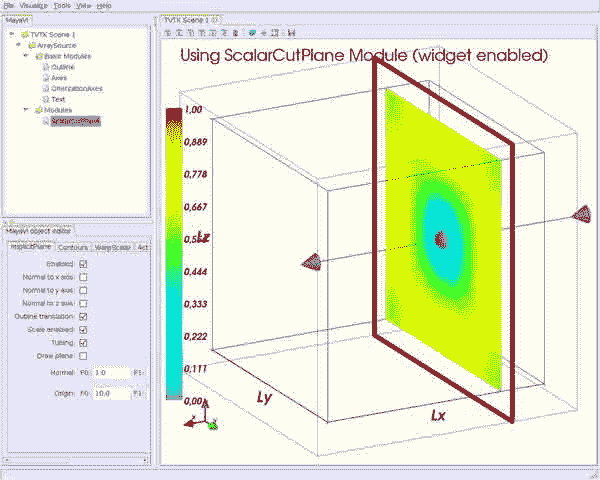 File Visualize Tools View Help
MayaVi
TVTK Scene 1
TVTK Scene 1
ArraySource
Basic Modules
Outline
Axes
OrientationAxes
Text
Modules
ScalarCutPlane
Using ScalarCutPlane Module (widget enabled)
1,00
0,889
0,778
0,667
0,444
0,333
0,222
0,111
0,00
Lz
Ly
Lx
x
MayaVi object editor
ImplicitPlane Contours WarpScalar Act
Enabled:
Normal to x axis:
Normal to y axis:
Normal to z axis:
Outline translation:
Scale enabled:
Tubing:
Draw plane:
Normal: F0: 1.0 F1:
Origin: F0: 10.0 F1: